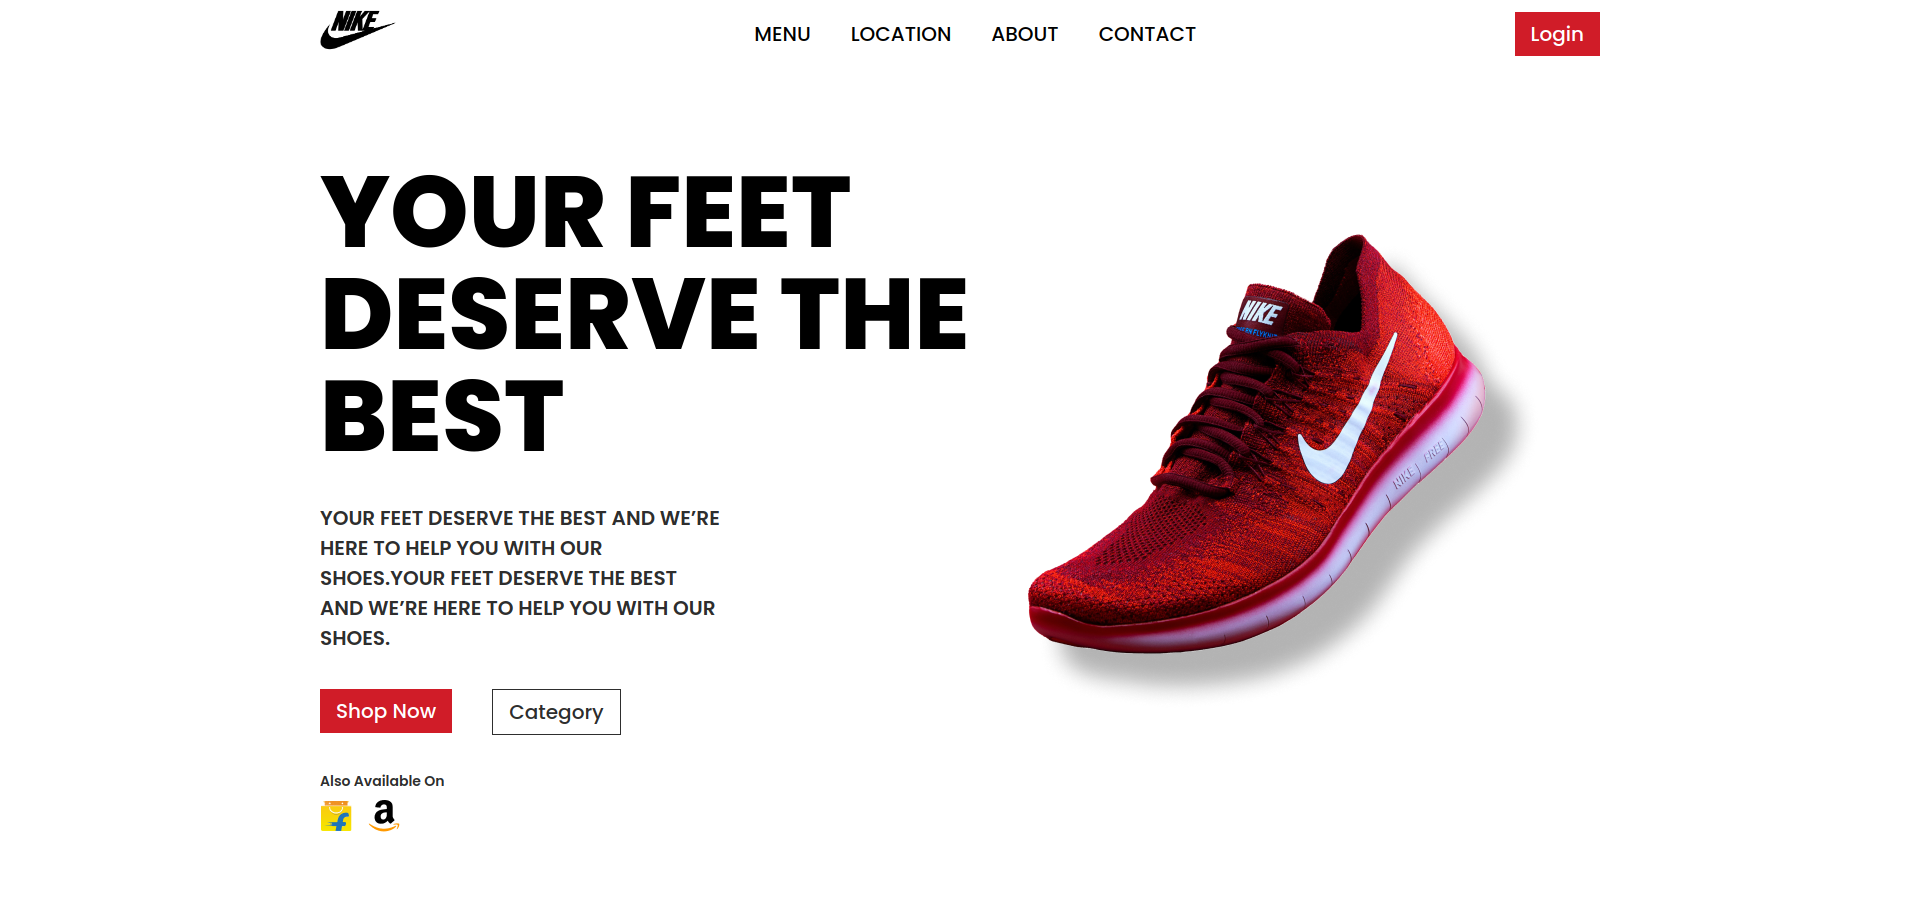 NIKE
MENU LOCATION ABOUT CONTACT
Login
YOUR FEET
DESERVE THE
BEST
YOUR FEET DESERVE THE BEST AND WE’RE
HERE TO HELP YOU WITH OUR
SHOES.YOUR FEET DESERVE THE BEST
AND WE’RE HERE TO HELP YOU WITH OUR
SHOES.
Shop Now
Category
Also Available On
a
NIKE
NIKE FREE